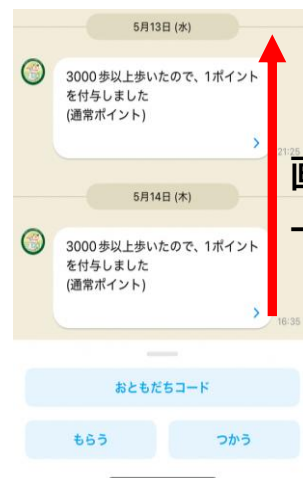 5月13日 (水)
3000歩以上歩いたので、1ポイント
を付与しました
(通常ポイント)
21:25
5月14日 (木)
3000歩以上歩いたので、1ポイント
を付与しました
(通常ポイント)
16:35
おともだちコード
もらう
つかう